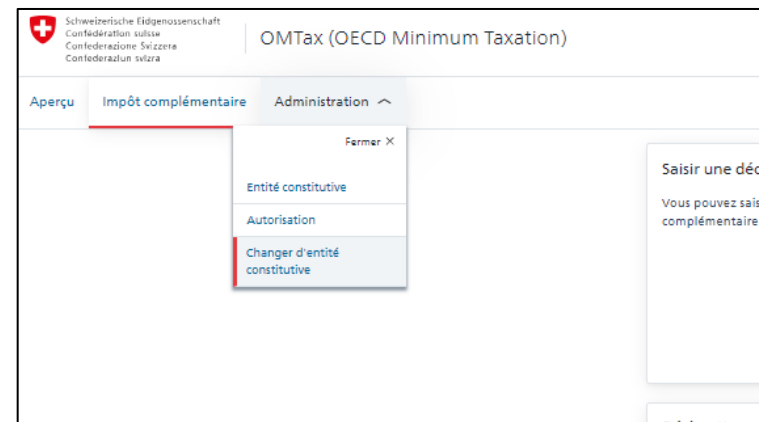 Schweizerische Eidgenossenschaft
Confédération suisse
Confederazione Svizzera
Confederaziun svizra
OMTax (OECD Minimum Taxation)
Aperçu Impôt complémentaire Administration
Fermer ×
Entité constitutive
Autorisation
Changer d'entité
constitutive
Saisir une déc
Vous pouvez sais
complémentaire